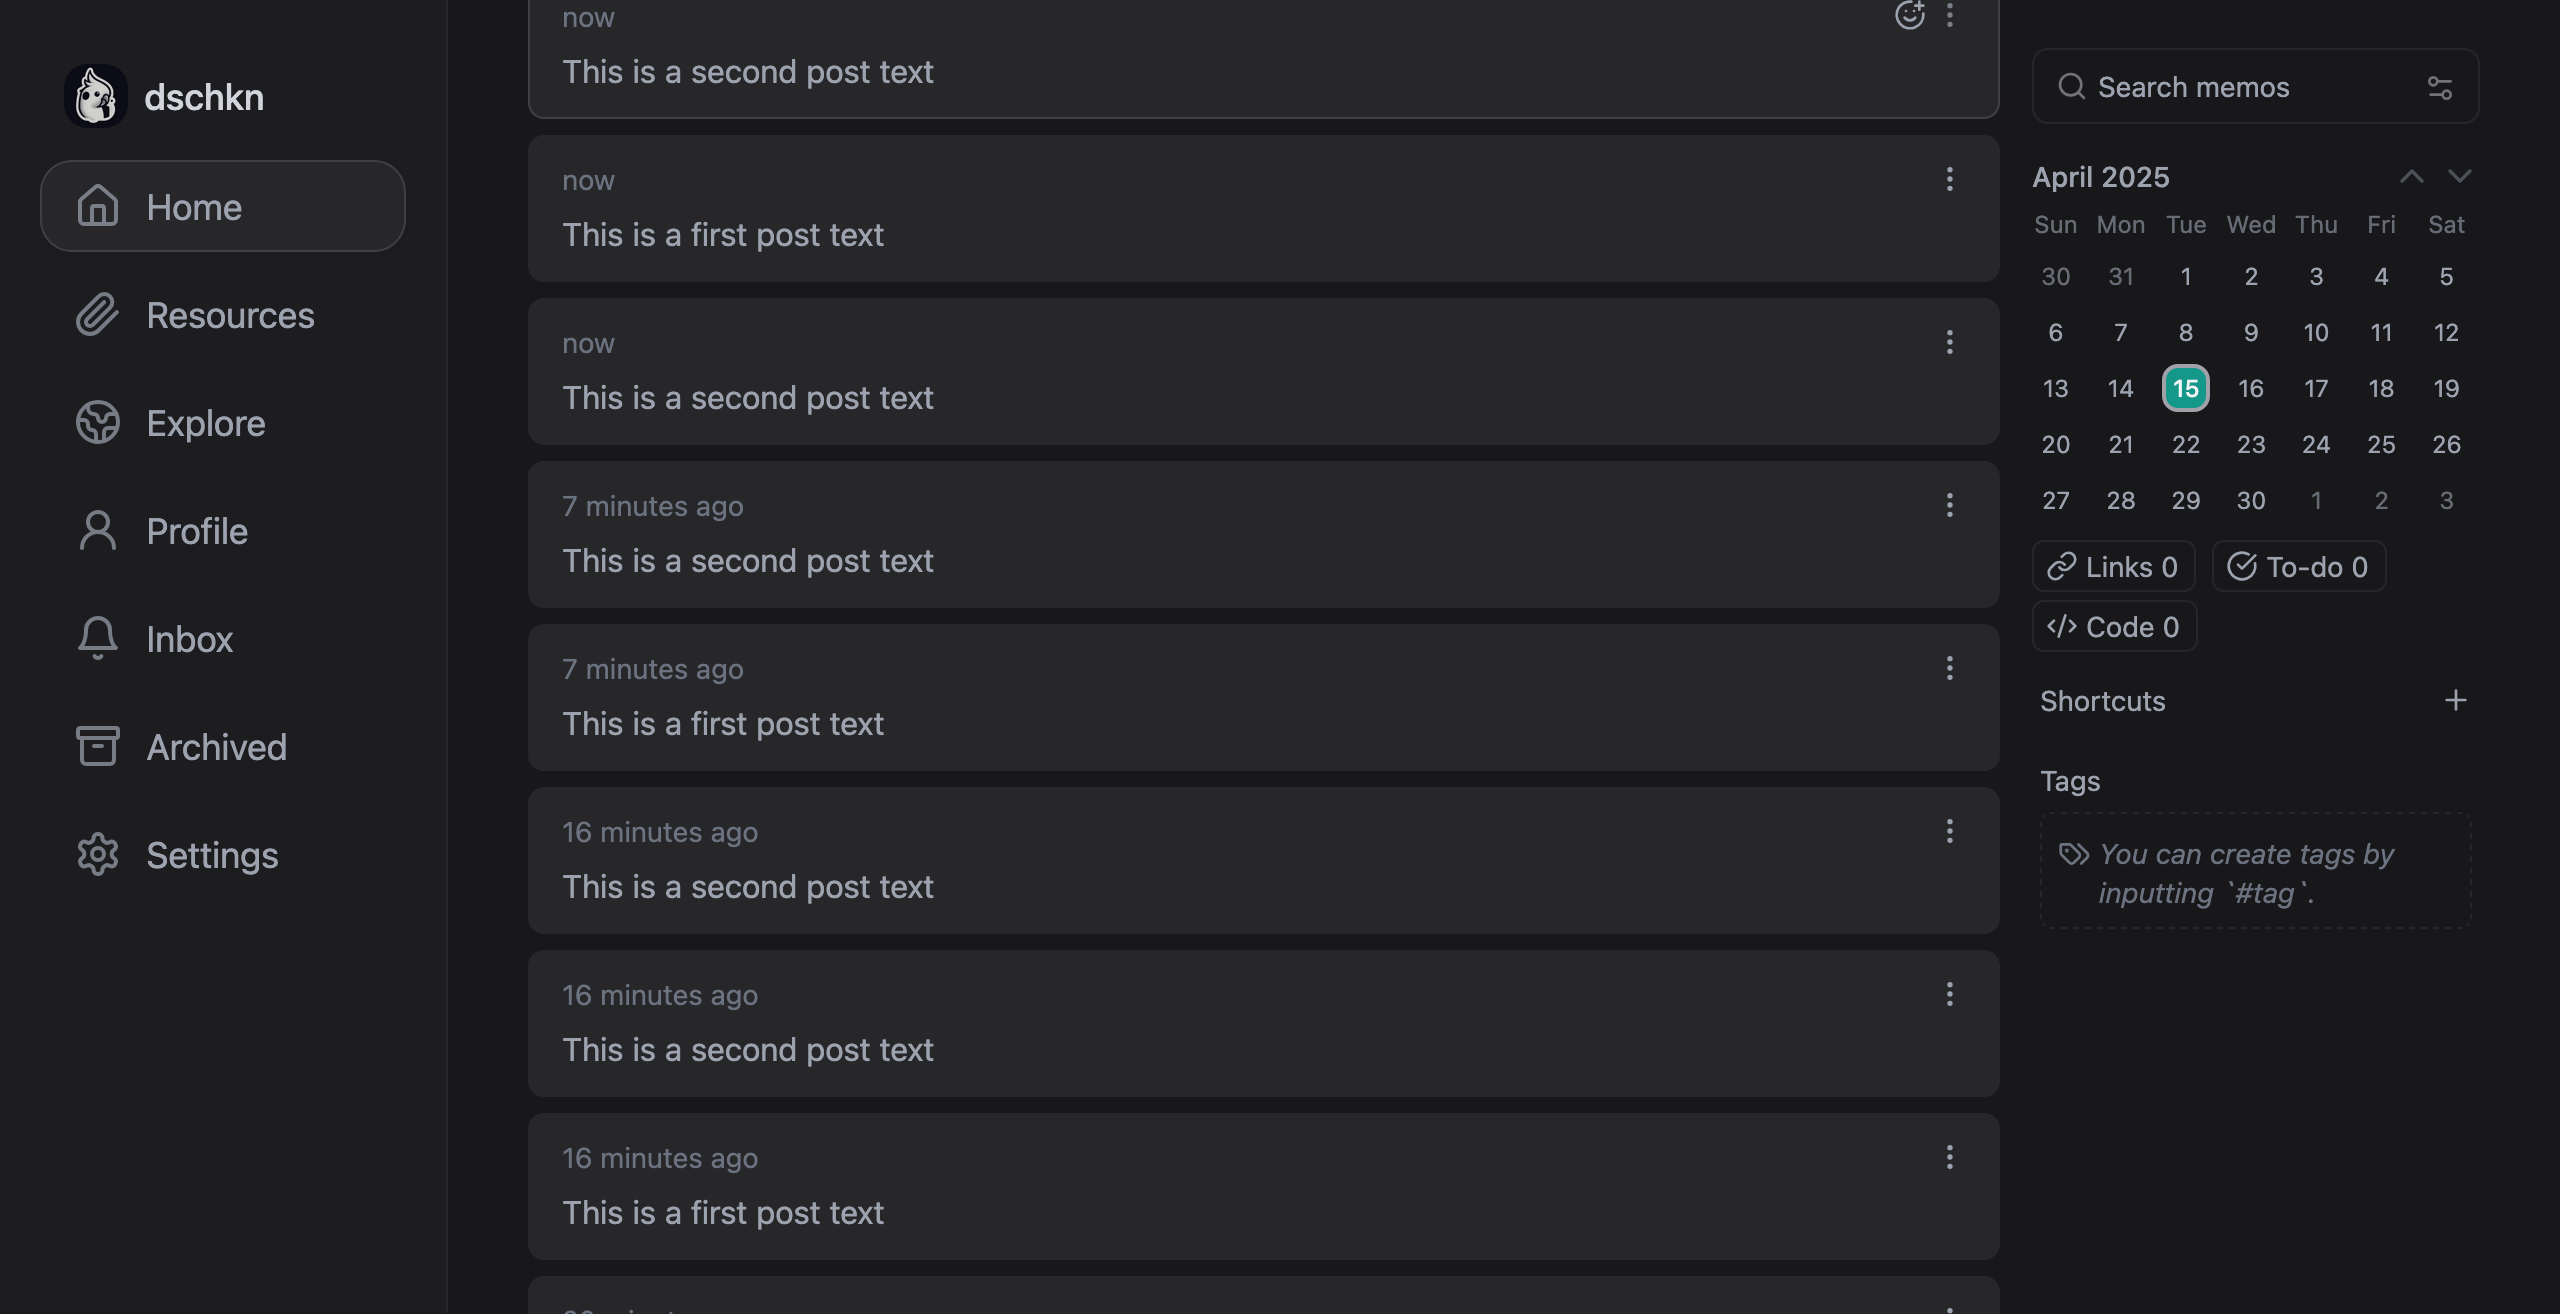 dschkn
Home
Resources
Explore
Profile
Inbox
Archived
Settings
now
This is a second post text
now
This is a first post text
now
This is a second post text
7 minutes ago
This is a second post text
7 minutes ago
This is a first post text
16 minutes ago
This is a second post text
16 minutes ago
This is a second post text
16 minutes ago
This is a first post text
Search memos
April 2025
Sun Mon Tue Wed Thu Fri Sat
30 31 1 2 3 4 5
6 7 8 9 10 11 12
13 14 15 16 17 18 19
20 21 22 23 24 25 26
27 28 29 30 1 2 3
Links 0 To-do 0
Code 0
Shortcuts
Tags
You can create tags by
inputting `#tag`.